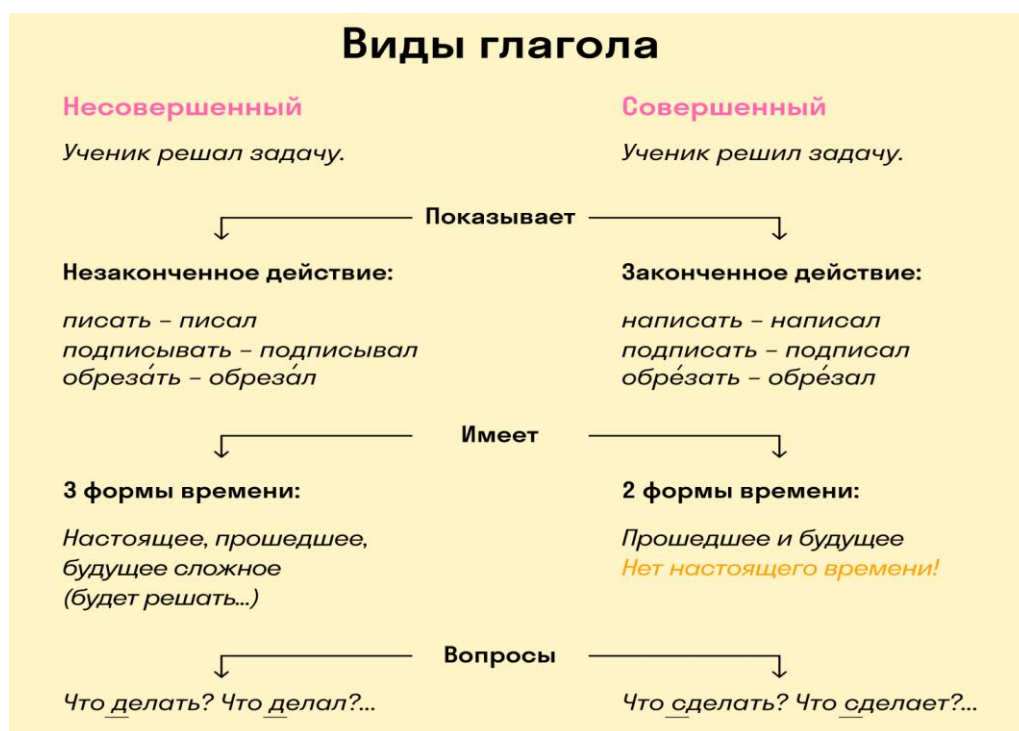 Виды глагола
Несовершенный
Совершенный
Ученик решал задачу.
Ученик решил задачу.
Показывает
Незаконченное действие:
Законченное действие:
писать – писал
подписывать – подписывал
обреза́ть – обреза́л
написать – написал
подписать – подписал
обре́зать – обре́зал
Имеет
3 формы времени:
2 формы времени:
Настоящее, прошедшее,
будущее сложное
(будет решать...)
Прошедшее и будущее
Нет настоящего времени!
Вопросы
Что делать? Что делал?...
Что сделать? Что сделает?...